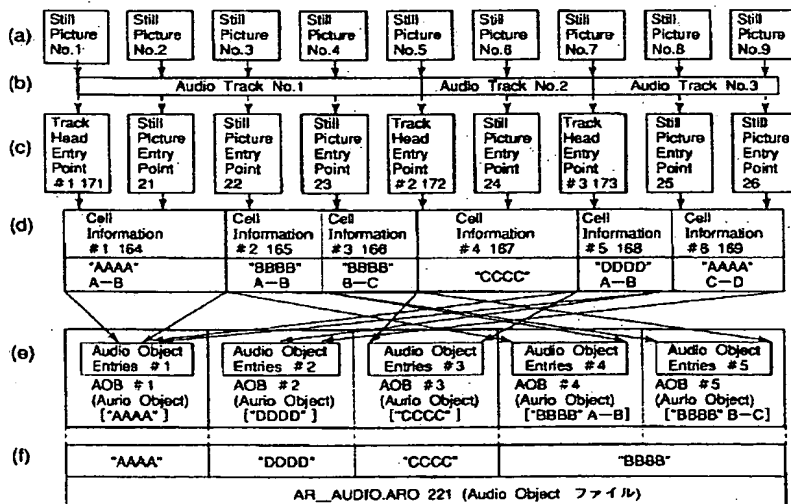 (a)
Still Picture No.1
Still Picture No.2
Still Picture No.3
Still Picture No.4
Still Picture No.5
Still Picture No.6
Still Picture No.7
Still Picture No.8
Still Picture No.9
(b)
Audio Track No.1
Audio Track No.2
Audio Track No.3
(c)
Track Head Entry Point #1 171
Still Picture Entry Point 21
Still Picture Entry Point 22
Still Picture Entry Point 23
Track Head Entry Point #2 172
Still Picture Entry Point 24
Track Head Entry Point #3 173
Still Picture Entry Point 25
Still Picture Entry Point 26
(d)
Cell Information #1 164
Cell Information #2 165
Cell Information #3 166
Cell Information #4 167
Cell Information #5 168
Cell Information #6 169
"AAAA" A—B
"BBBB" A—B
"BBBB" B—C
"CCCC"
"DDDD" A—B
"AAAA" C—D
(e)
Audio Object Entries #1
Audio Object Entries #2
Audio Object Entries #3
Audio Object Entries #4
Audio Object Entries #5
AOB #1 (Aurio Object) ["AAAA"]
AOB #2 (Aurio Object) ["DDDD"]
AOB #3 (Aurio Object) ["CCCC"]
AOB #4 (Aurio Object) ["BBBB" A—B]
AOB #5 (Aurio Object) ["BBBB" B—C]
(f)
"AAAA"
"DDDD"
"CCCC"
"BBBB"
AR__AUDIO.ARO 221 (Audio Object ファイル)